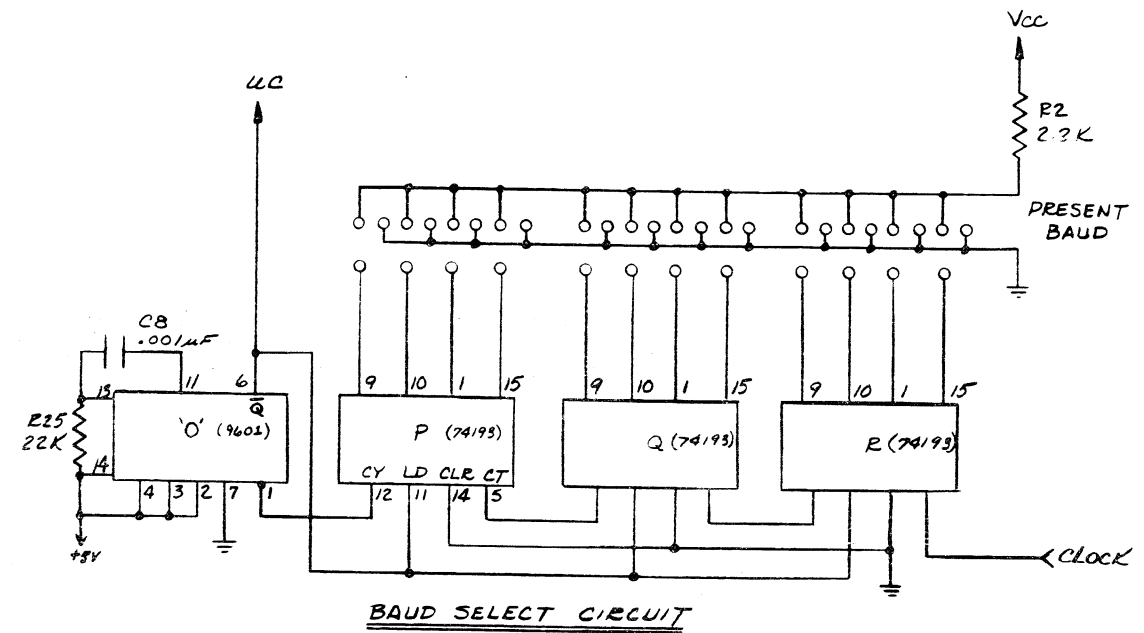 VCC
UC
R2
2.2K
PRESENT
BAUD
C8
.001µF
13
11
6
9
10
1
15
9
10
1
15
9
10
1
15
Q̅
R25
22K
'O' (9601)
P (74193)
Q (74193)
R (74193)
14
CY LD CLR CT
4
3
2
7
1
12
11
14
5
+5V
CLOCK
BAUD SELECT CIRCUIT